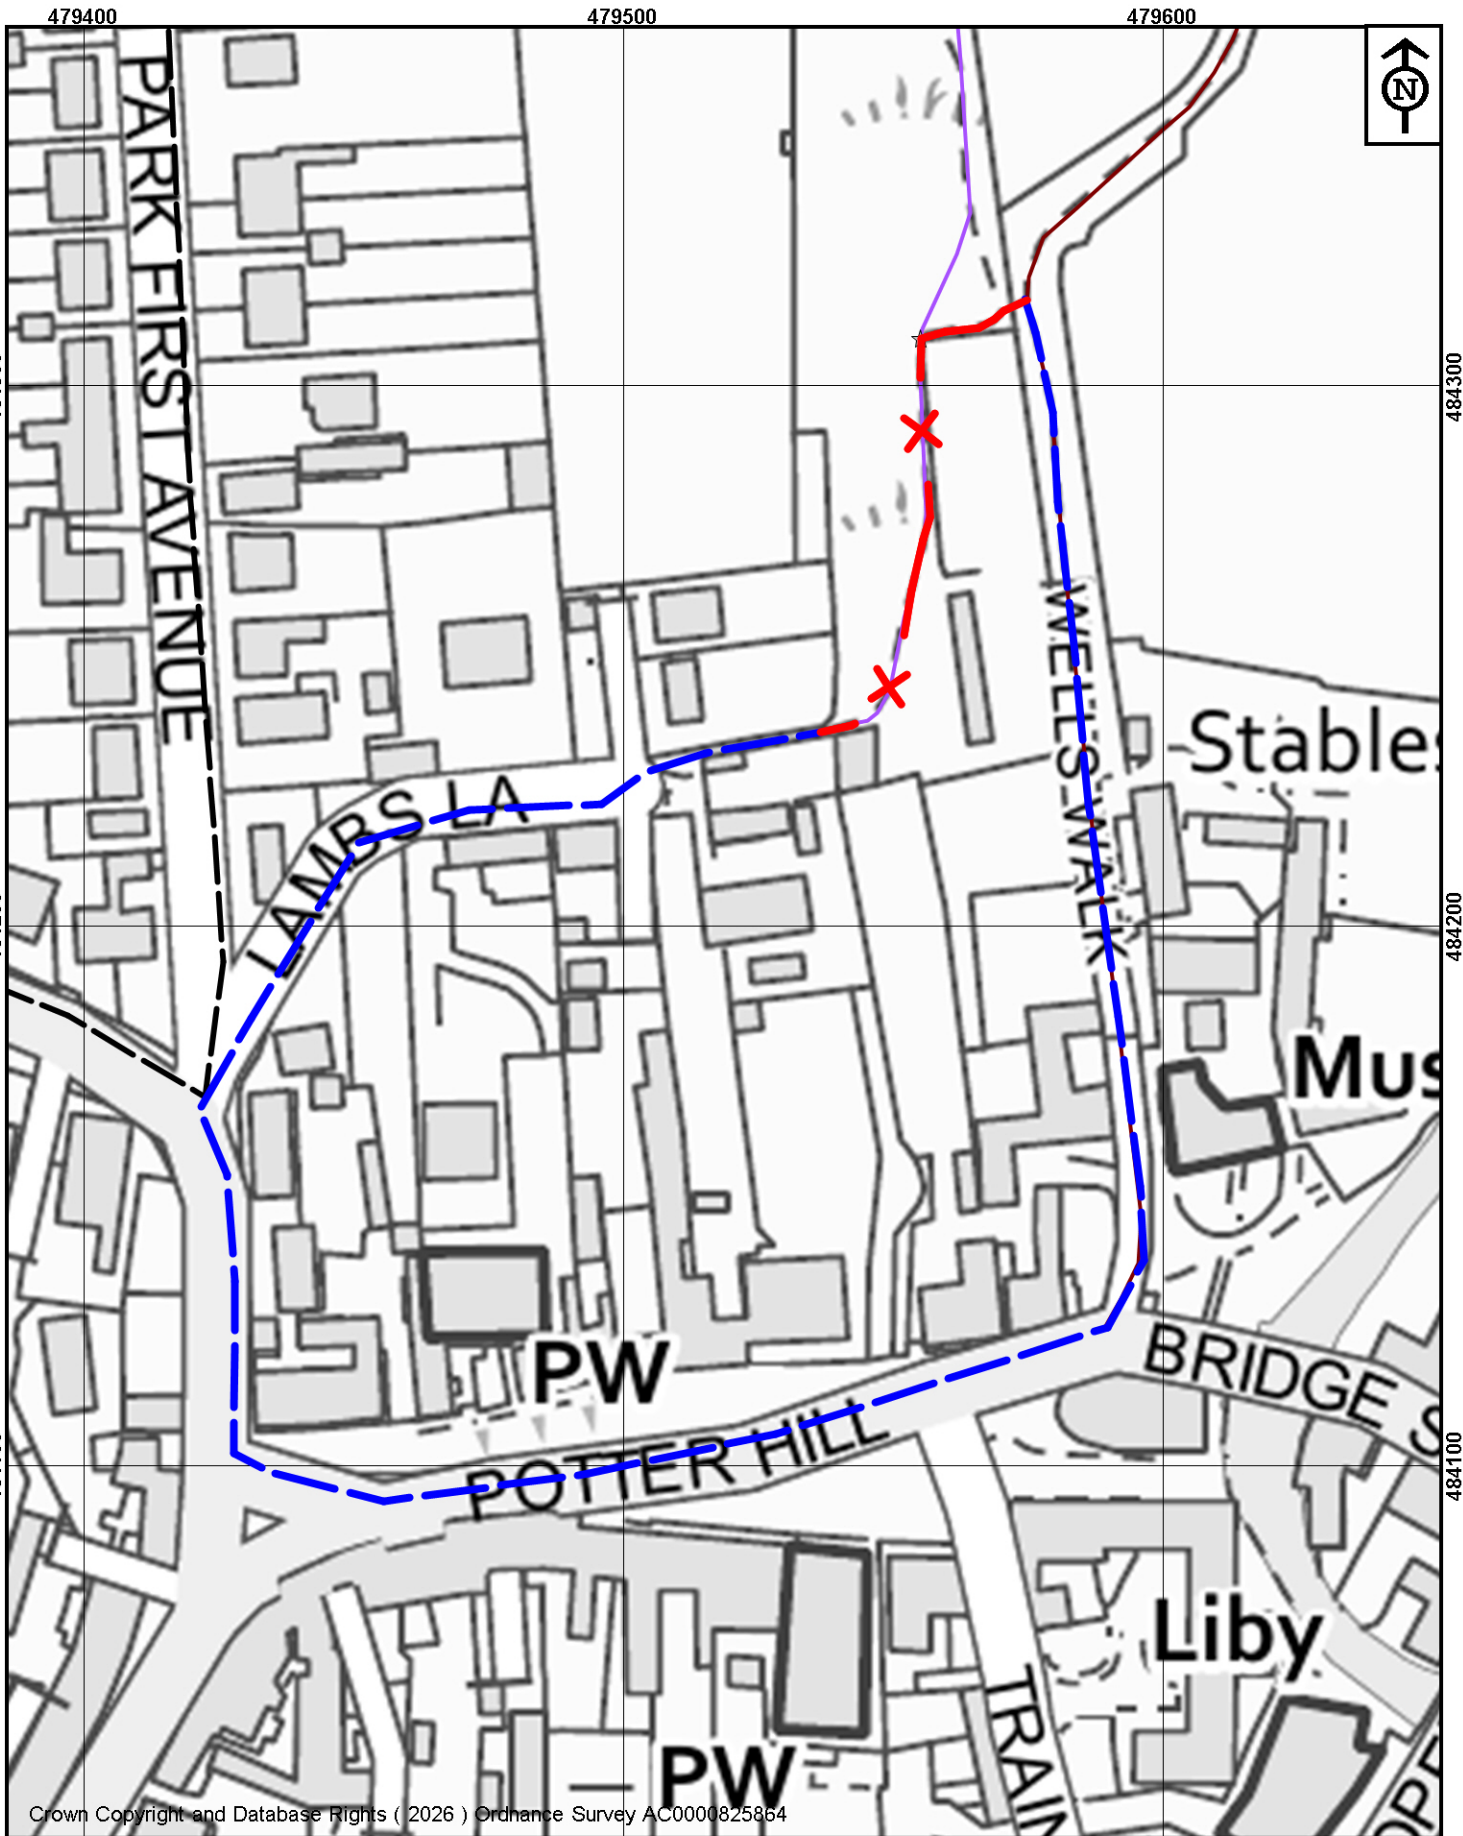 479400
479500
479600
N
PARK FIRST AVENUE
484300
WELLS WALK
Stables
LAMBS LA
484200
Mus
PW
BRIDGE S
POTTER HILL
484100
Liby
TRAIN
PW
Crown Copyright and Database Rights ( 2026 ) Ordnance Survey AC0000825864